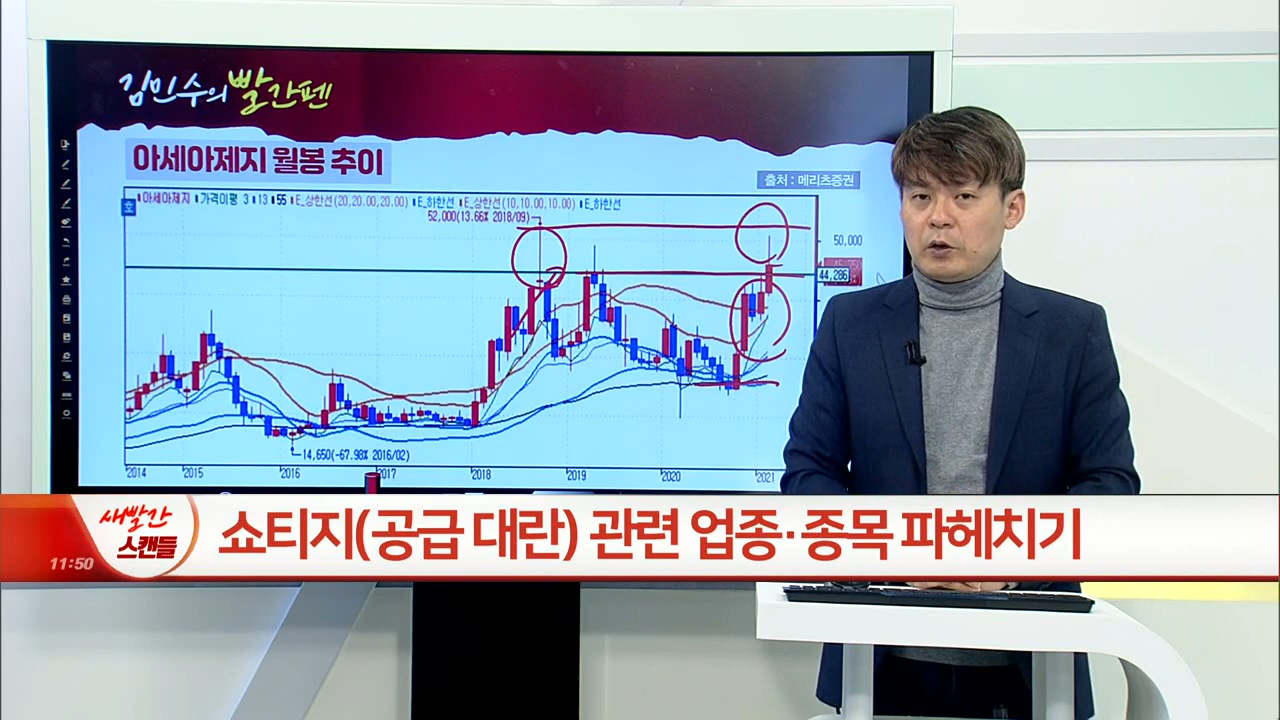 김민수의 빨간펜
아세아제지 월봉 추이
출처 : 메리츠증권
아세아제지 가격이평 3 13 55 E_상한선(20,20.00,20.00) E_하한선 E_상한선(10,10.00,10.00) E_하한선
52,000(13.66% 2018/09)
50,000
44,286
14,650(-67.98% 2016/02)
2014 2015 2016 2017 2018 2019 2020 2021
새빨간
스캔들
11:50
쇼티지(공급 대란) 관련 업종·종목 파헤치기